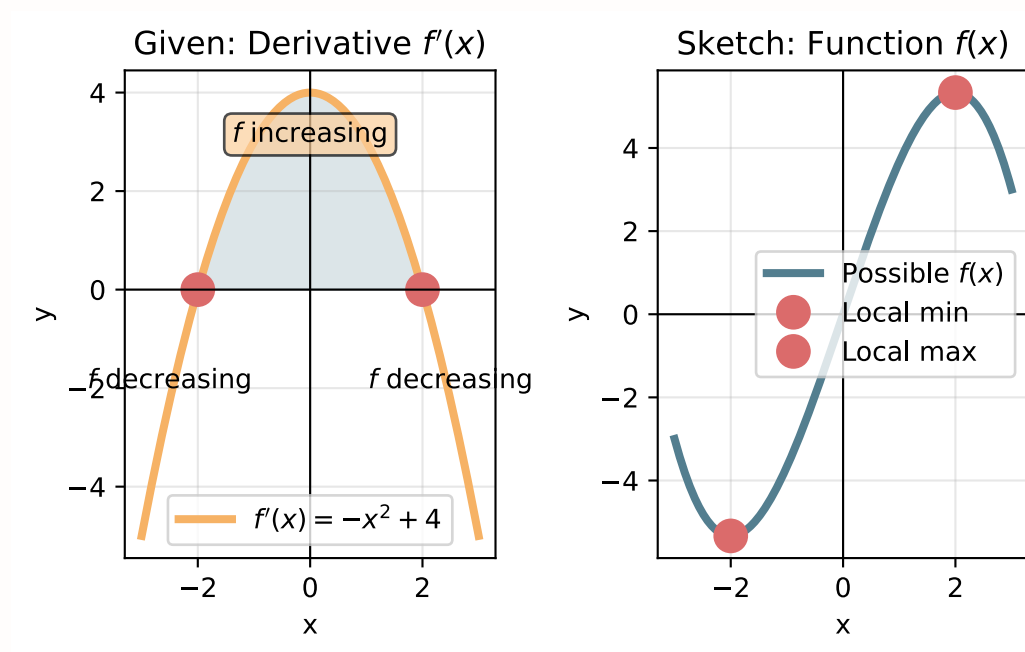 Given: Derivative f′(x)
4
f increasing
2
0
y
f decreasing
f decreasing
−2
−4
f′(x) = −x² + 4
−2 0 2
x
Sketch: Function f(x)
4
2
Possible f(x)
Local min
0
y
Local max
−2
−4
−2 0 2
x